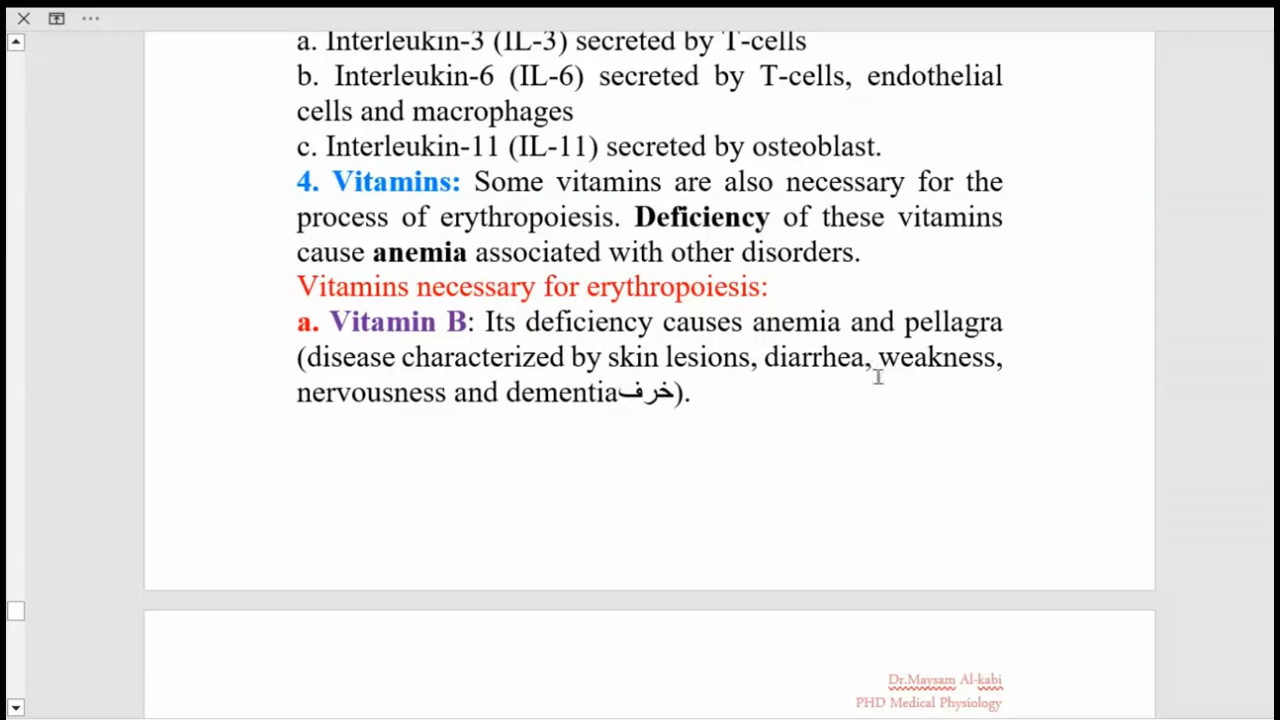 a. Interleukin-3 (IL-3) secreted by T-cells
b. Interleukin-6 (IL-6) secreted by T-cells, endothelial
cells and macrophages
c. Interleukin-11 (IL-11) secreted by osteoblast.
4. Vitamins: Some vitamins are also necessary for the
process of erythropoiesis. Deficiency of these vitamins
cause anemia associated with other disorders.
Vitamins necessary for erythropoiesis:
a. Vitamin B: Its deficiency causes anemia and pellagra
(disease characterized by skin lesions, diarrhea, weakness,
nervousness and dementiaخرف).
Dr.Maysam Al-kabi
PHD Medical Physiology